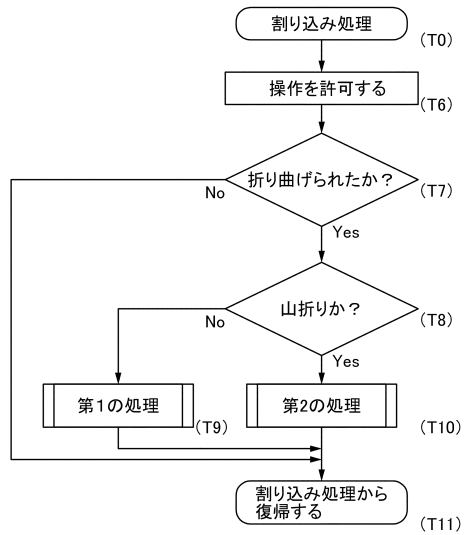 割り込み処理
(T0)
操作を許可する
(T6)
折り曲げられたか？
(T7)
No
Yes
山折りか？
(T8)
No
Yes
第1の処理
(T9)
第2の処理
(T10)
割り込み処理から
復帰する
(T11)